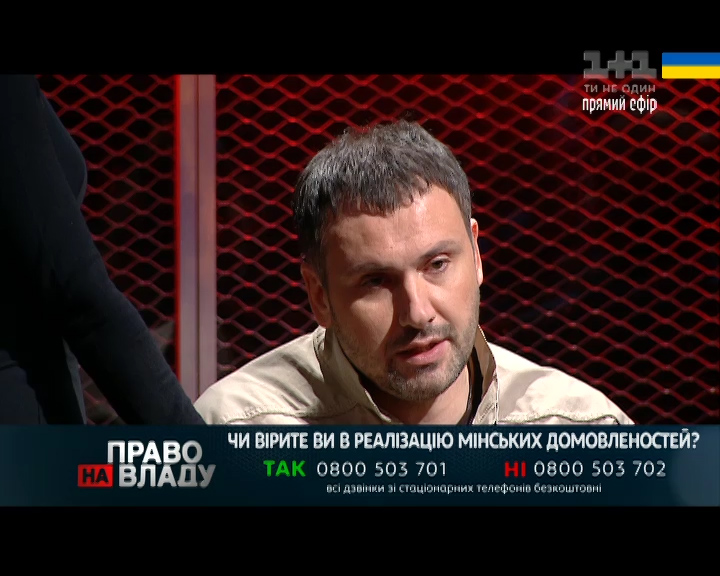 1+1
ТИ НЕ ОДИН
ПРЯМИЙ ЕФІР
ПРАВО НА ВЛАДУ
ЧИ ВІРИТЕ ВИ В РЕАЛІЗАЦІЮ МІНСЬКИХ ДОМОВЛЕНОСТЕЙ?
ТАК 0800 503 701 НІ 0800 503 702
всі дзвінки зі стаціонарних телефонів безкоштовні